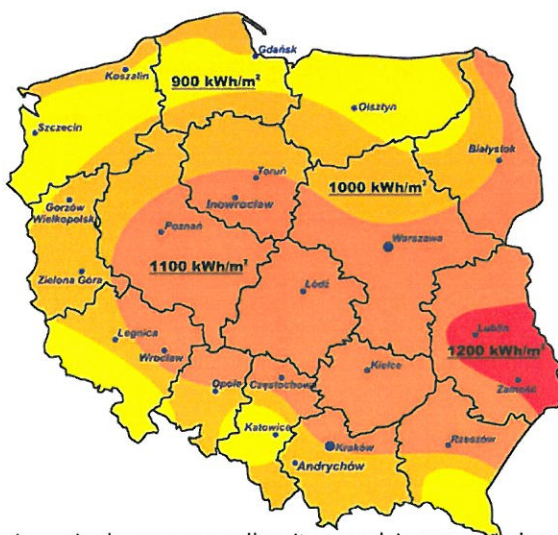 Gdańsk
Koszalin
900 kWh/m²
Olsztyn
Szczecin
Białystok
Toruń
1000 kWh/m²
Gorzów
Wielkopolski
Inowrocław
Poznań
Warszawa
1100 kWh/m²
Zielona Góra
Łódź
Lublin
Legnica
1200 kWh/m²
Wrocław
Kielce
Opole
Częstochowa
Zamość
Katowice
Kraków
Rzeszów
Andrychów